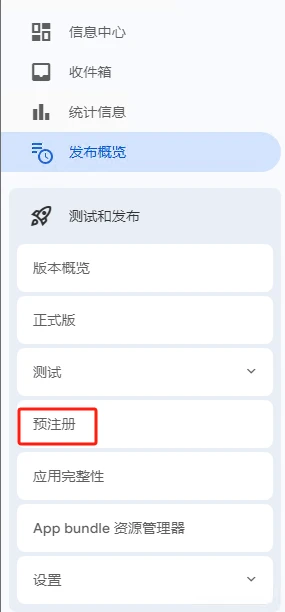 信息中心
收件箱
统计信息
发布概览
测试和发布
版本概览
正式版
测试
预注册
应用完整性
App bundle 资源管理器
设置